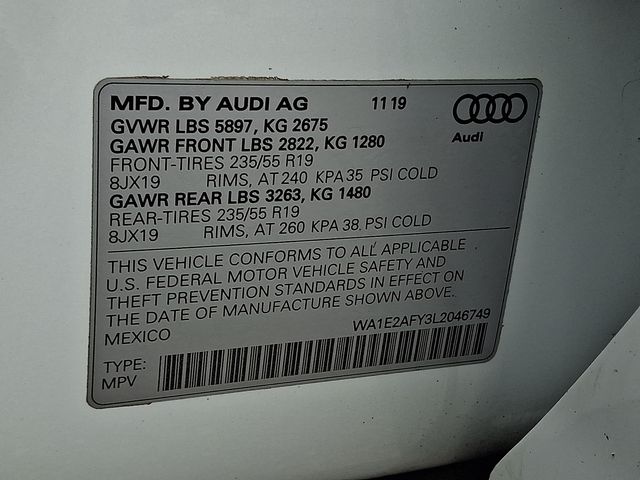 MFD. BY AUDI AG 11 19
GVWR LBS 5897, KG 2675
Audi
GAWR FRONT LBS 2822, KG 1280
FRONT-TIRES 235/55 R19
8JX19 RIMS, AT 240 KPA 35 PSI COLD
GAWR REAR LBS 3263, KG 1480
REAR-TIRES 235/55 R19
8JX19 RIMS, AT 260 KPA 38 PSI COLD
THIS VEHICLE CONFORMS TO ALL APPLICABLE
U.S. FEDERAL MOTOR VEHICLE SAFETY AND
THEFT PREVENTION STANDARDS IN EFFECT ON
THE DATE OF MANUFACTURE SHOWN ABOVE.
MEXICO WA1E2AFY3L2046749
TYPE:
MPV